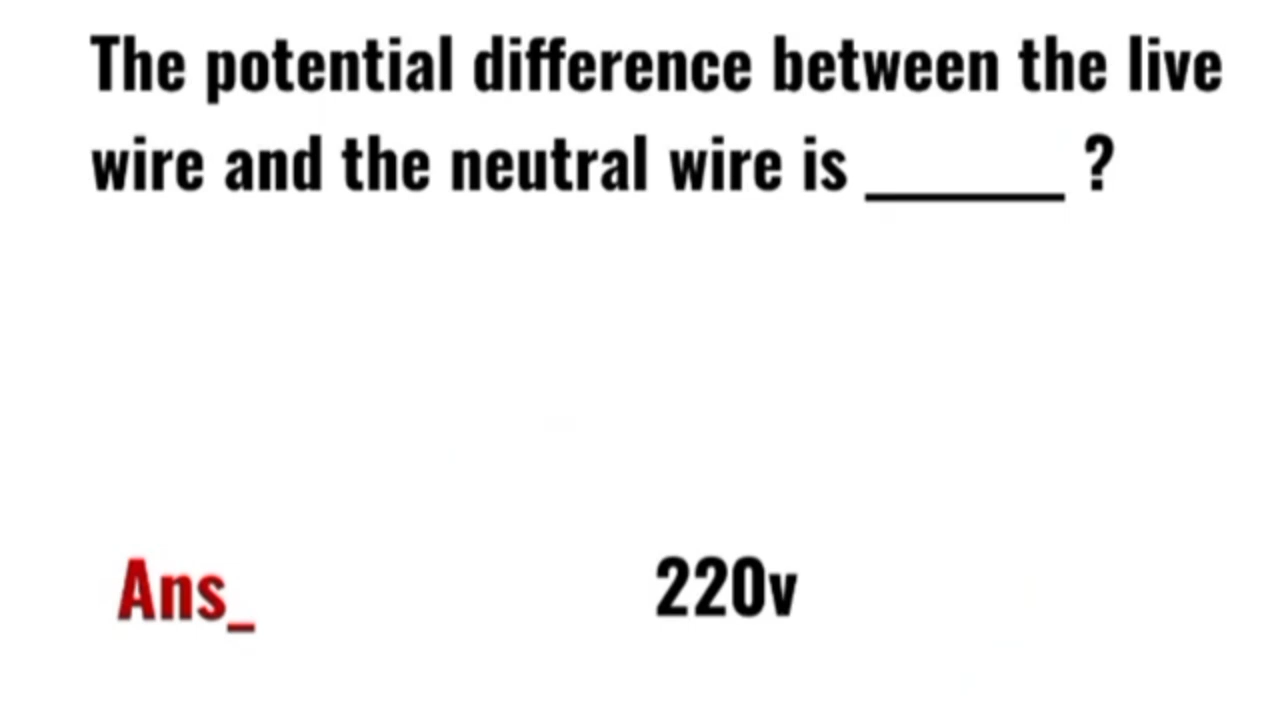 The potential difference between the live
wire and the neutral wire is ______ ?
Ans_ 220v